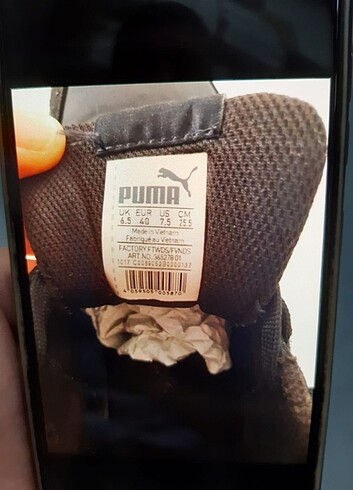 PUMA
UK EUR US CM
6.5 40 7.5 25.5
Made in Vietnam
Fabriqué au Vietnam
FACTORY FTWDS/FVNDS
ART.NO. 365278 01
4059505005870